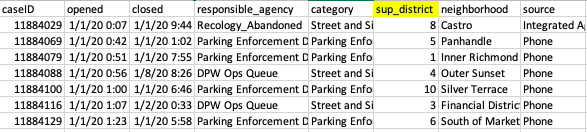 caseID opened closed responsible_agency category sup_district neighborhood source
11884029 1/1/20 0:07 1/1/20 9:44 Recology_Abandoned Street and Si 8 Castro Integrated Ag
11884069 1/1/20 0:42 1/1/20 1:02 Parking Enforcement D Parking Enfo 5 Panhandle Phone
11884079 1/1/20 0:51 1/1/20 7:55 Parking Enforcement D Parking Enfo 1 Inner Richmond Phone
11884088 1/1/20 0:56 1/8/20 8:26 DPW Ops Queue Street and Si 4 Outer Sunset Phone
11884100 1/1/20 1:00 1/1/20 6:46 Parking Enforcement D Parking Enfo 10 Silver Terrace Phone
11884116 1/1/20 1:07 1/2/20 0:33 DPW Ops Queue Street and Si 3 Financial Distric Phone
11884129 1/1/20 1:23 1/1/20 5:58 Parking Enforcement D Parking Enfo 6 South of Market Phone